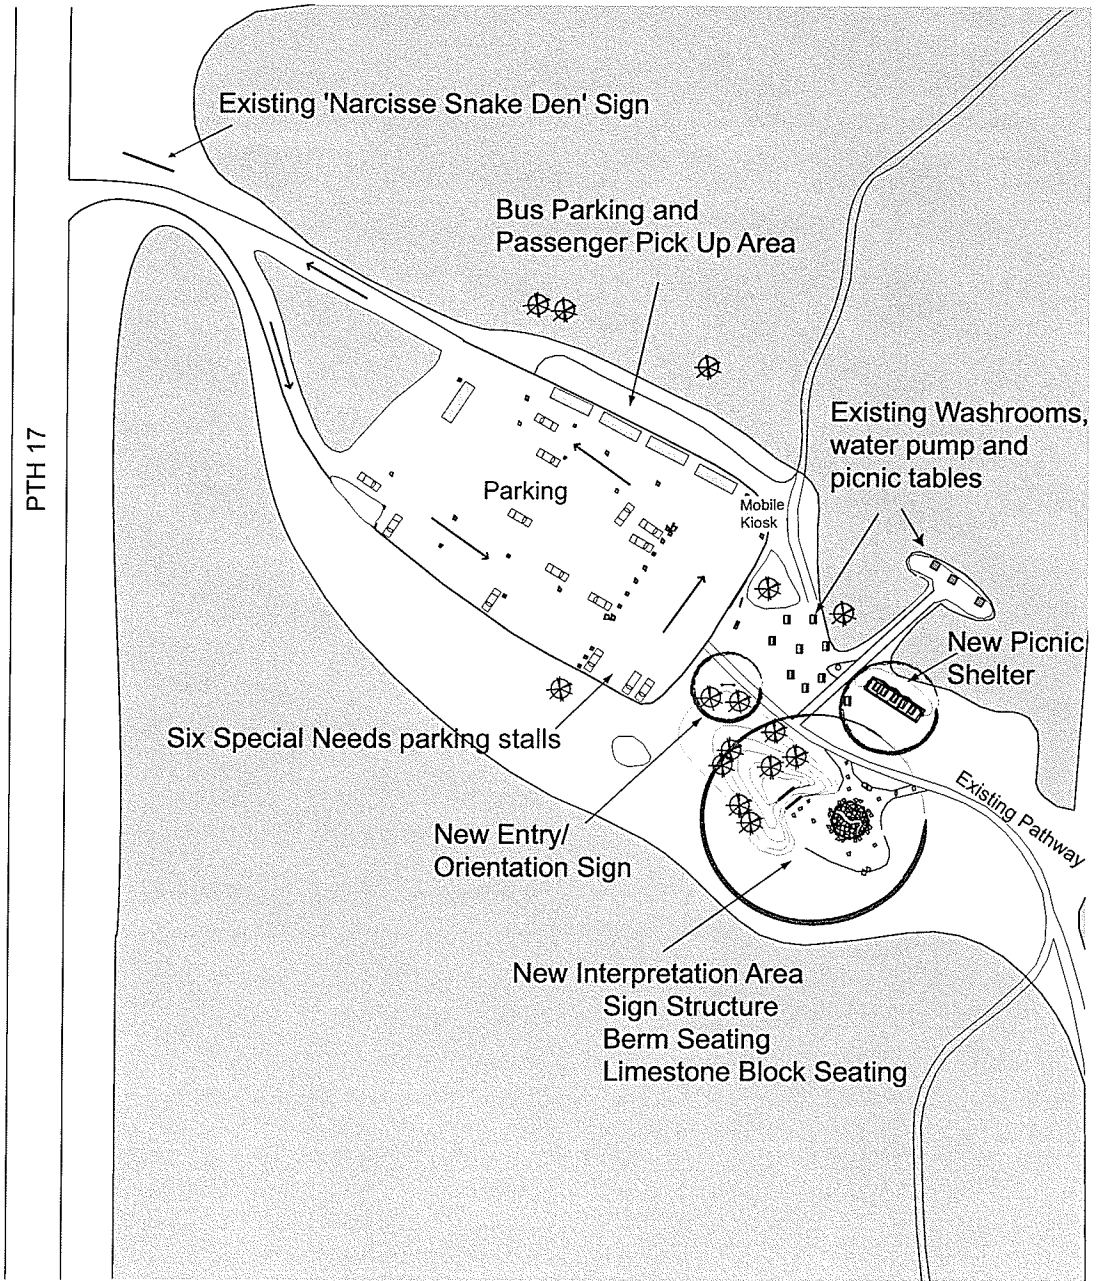 Existing 'Narcisse Snake Den' Sign
Bus Parking and
Passenger Pick Up Area
PTH 17
Existing Washrooms,
water pump and
picnic tables
Parking
Mobile
Kiosk
New Picnic
Shelter
Six Special Needs parking stalls
Existing Pathway
New Entry/
Orientation Sign
New Interpretation Area
Sign Structure
Berm Seating
Limestone Block Seating